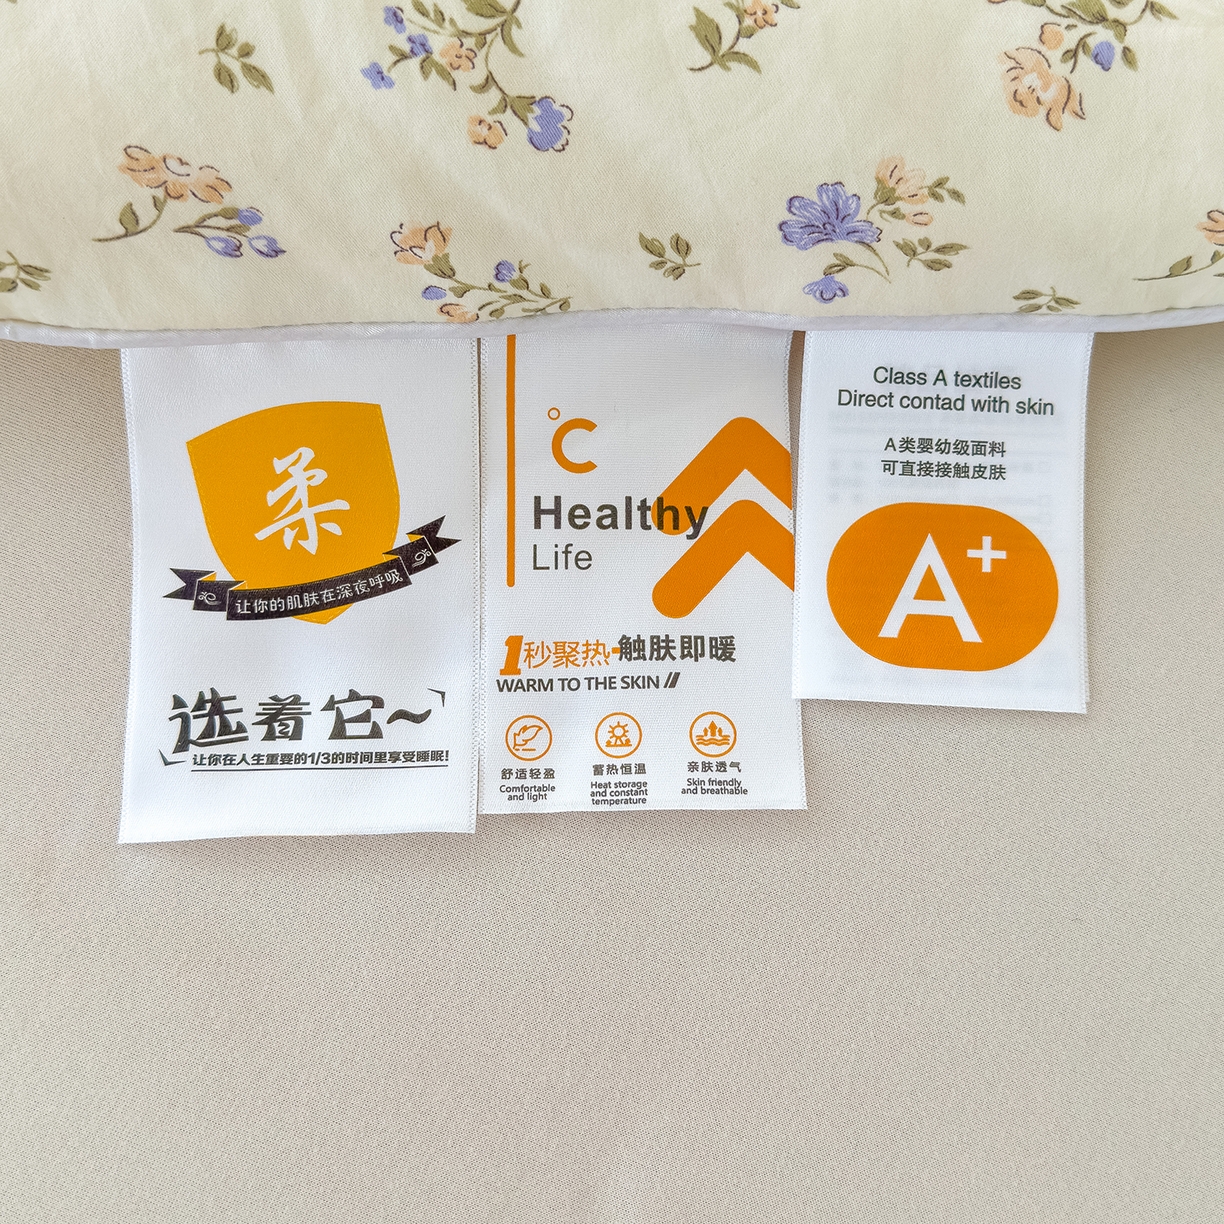 柔
让你的肌肤在深夜呼吸
选着它~
让你在人生重要的1/3的时间里享受睡眠!
°C
Healthy
Life
1秒聚热-触肤即暖
WARM TO THE SKIN //
舒适轻盈
Comfortable
and light
蓄热恒温
Heat storage
and constant
temperature
亲肤透气
Skin friendly
and breathable
Class A textiles
Direct contad with skin
A类婴幼级面料
可直接接触皮肤
A+